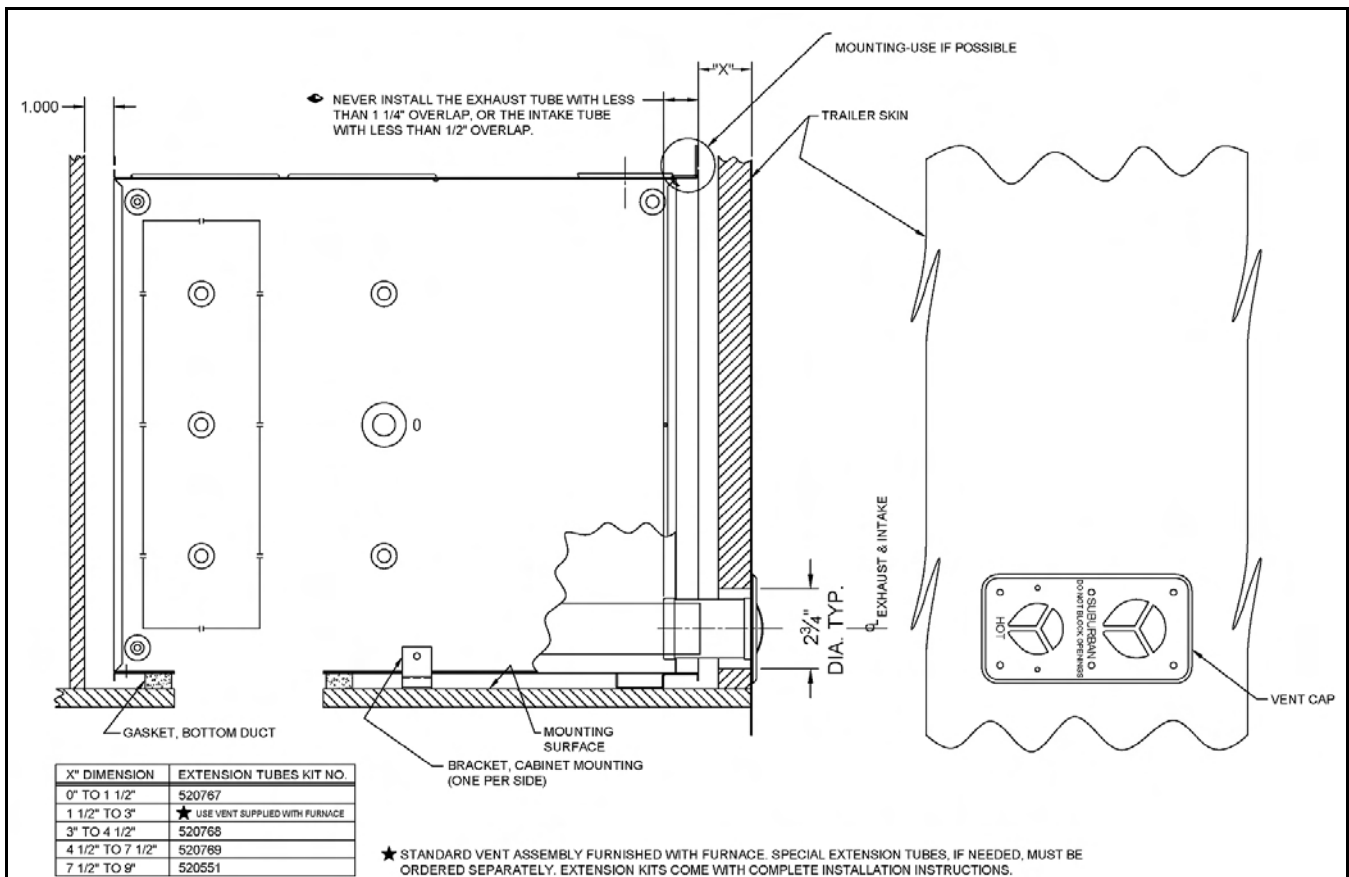 MOUNTING-USE IF POSSIBLE
"X"
1.000
NEVER INSTALL THE EXHAUST TUBE WITH LESS
THAN 1 1/4" OVERLAP, OR THE INTAKE TUBE
WITH LESS THAN 1/2" OVERLAP.
TRAILER SKIN
0
2 3/4"
DIA. TYP.
EXHAUST & INTAKE
HOT
DO NOT BLOCK OPENINGS
SUBURBAN
VENT CAP
GASKET, BOTTOM DUCT
MOUNTING
SURFACE
BRACKET, CABINET MOUNTING
(ONE PER SIDE)
X" DIMENSION EXTENSION TUBES KIT NO.
0" TO 1 1/2" 520767
1 1/2" TO 3" ★ USE VENT SUPPLIED WITH FURNACE
3" TO 4 1/2" 520768
4 1/2" TO 7 1/2" 520769
7 1/2" TO 9" 520551
★ STANDARD VENT ASSEMBLY FURNISHED WITH FURNACE. SPECIAL EXTENSION TUBES, IF NEEDED, MUST BE
ORDERED SEPARATELY. EXTENSION KITS COME WITH COMPLETE INSTALLATION INSTRUCTIONS.